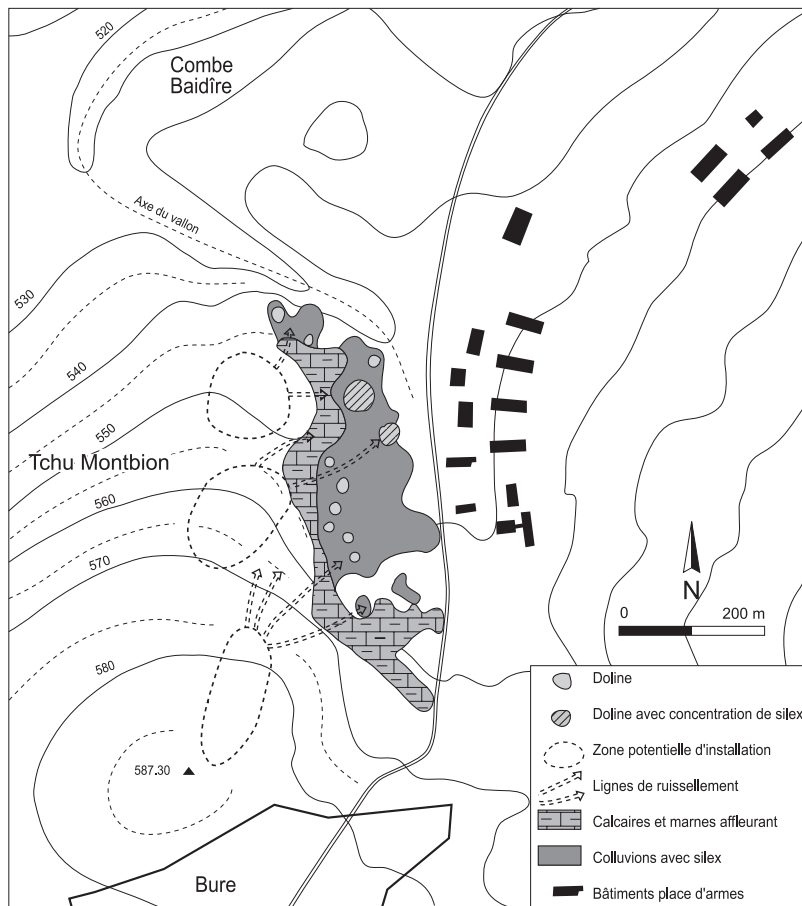 520
Combe
Baidîre
Axe du vallon
530
540
550
Tchu Montbion
560
570
580
587.30
Bure
N
0 200 m
Doline
Doline avec concentration de silex
Zone potentielle d'installation
Lignes de ruissellement
Calcaires et marnes affleurant
Colluvions avec silex
Bâtiments place d'armes